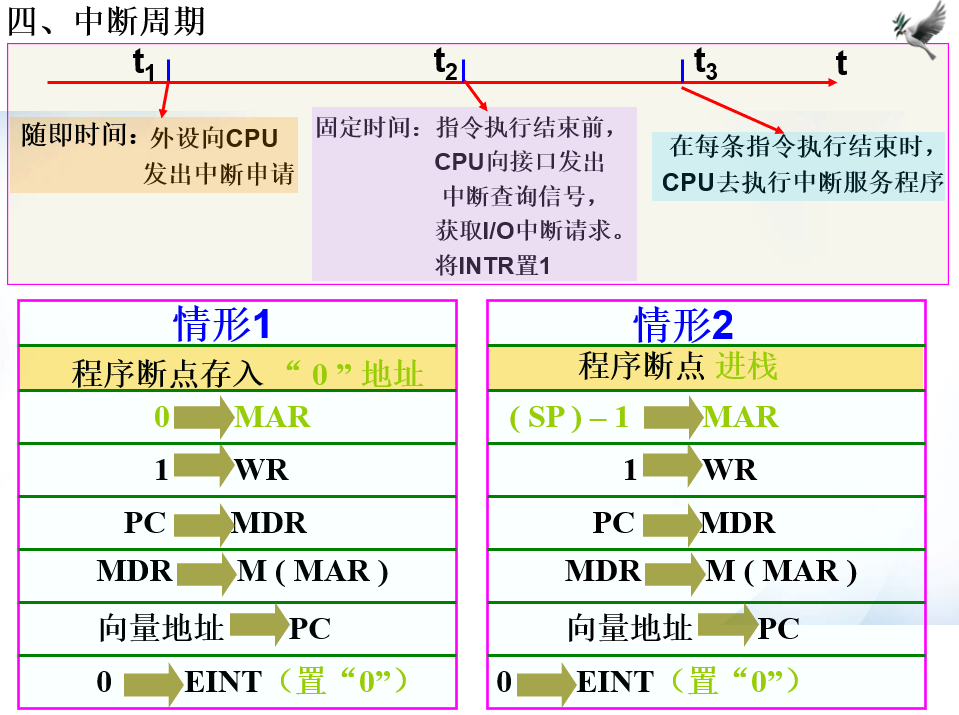 四、中断周期
t1
t2
t3
t
随即时间：
外设向CPU
发出中断申请
固定时间：
指令执行结束前，
CPU向接口发出
中断查询信号，
获取I/O中断请求。
将INTR置1
在每条指令执行结束时，
CPU去执行中断服务程序
情形1
程序断点存入 “ 0 ” 地址
0 MAR
1 WR
PC MDR
MDR M ( MAR )
向量地址 PC
0 EINT（置“0”）
情形2
程序断点 进栈
( SP ) – 1 MAR
1 WR
PC MDR
MDR M ( MAR )
向量地址 PC
0 EINT（置“0”）